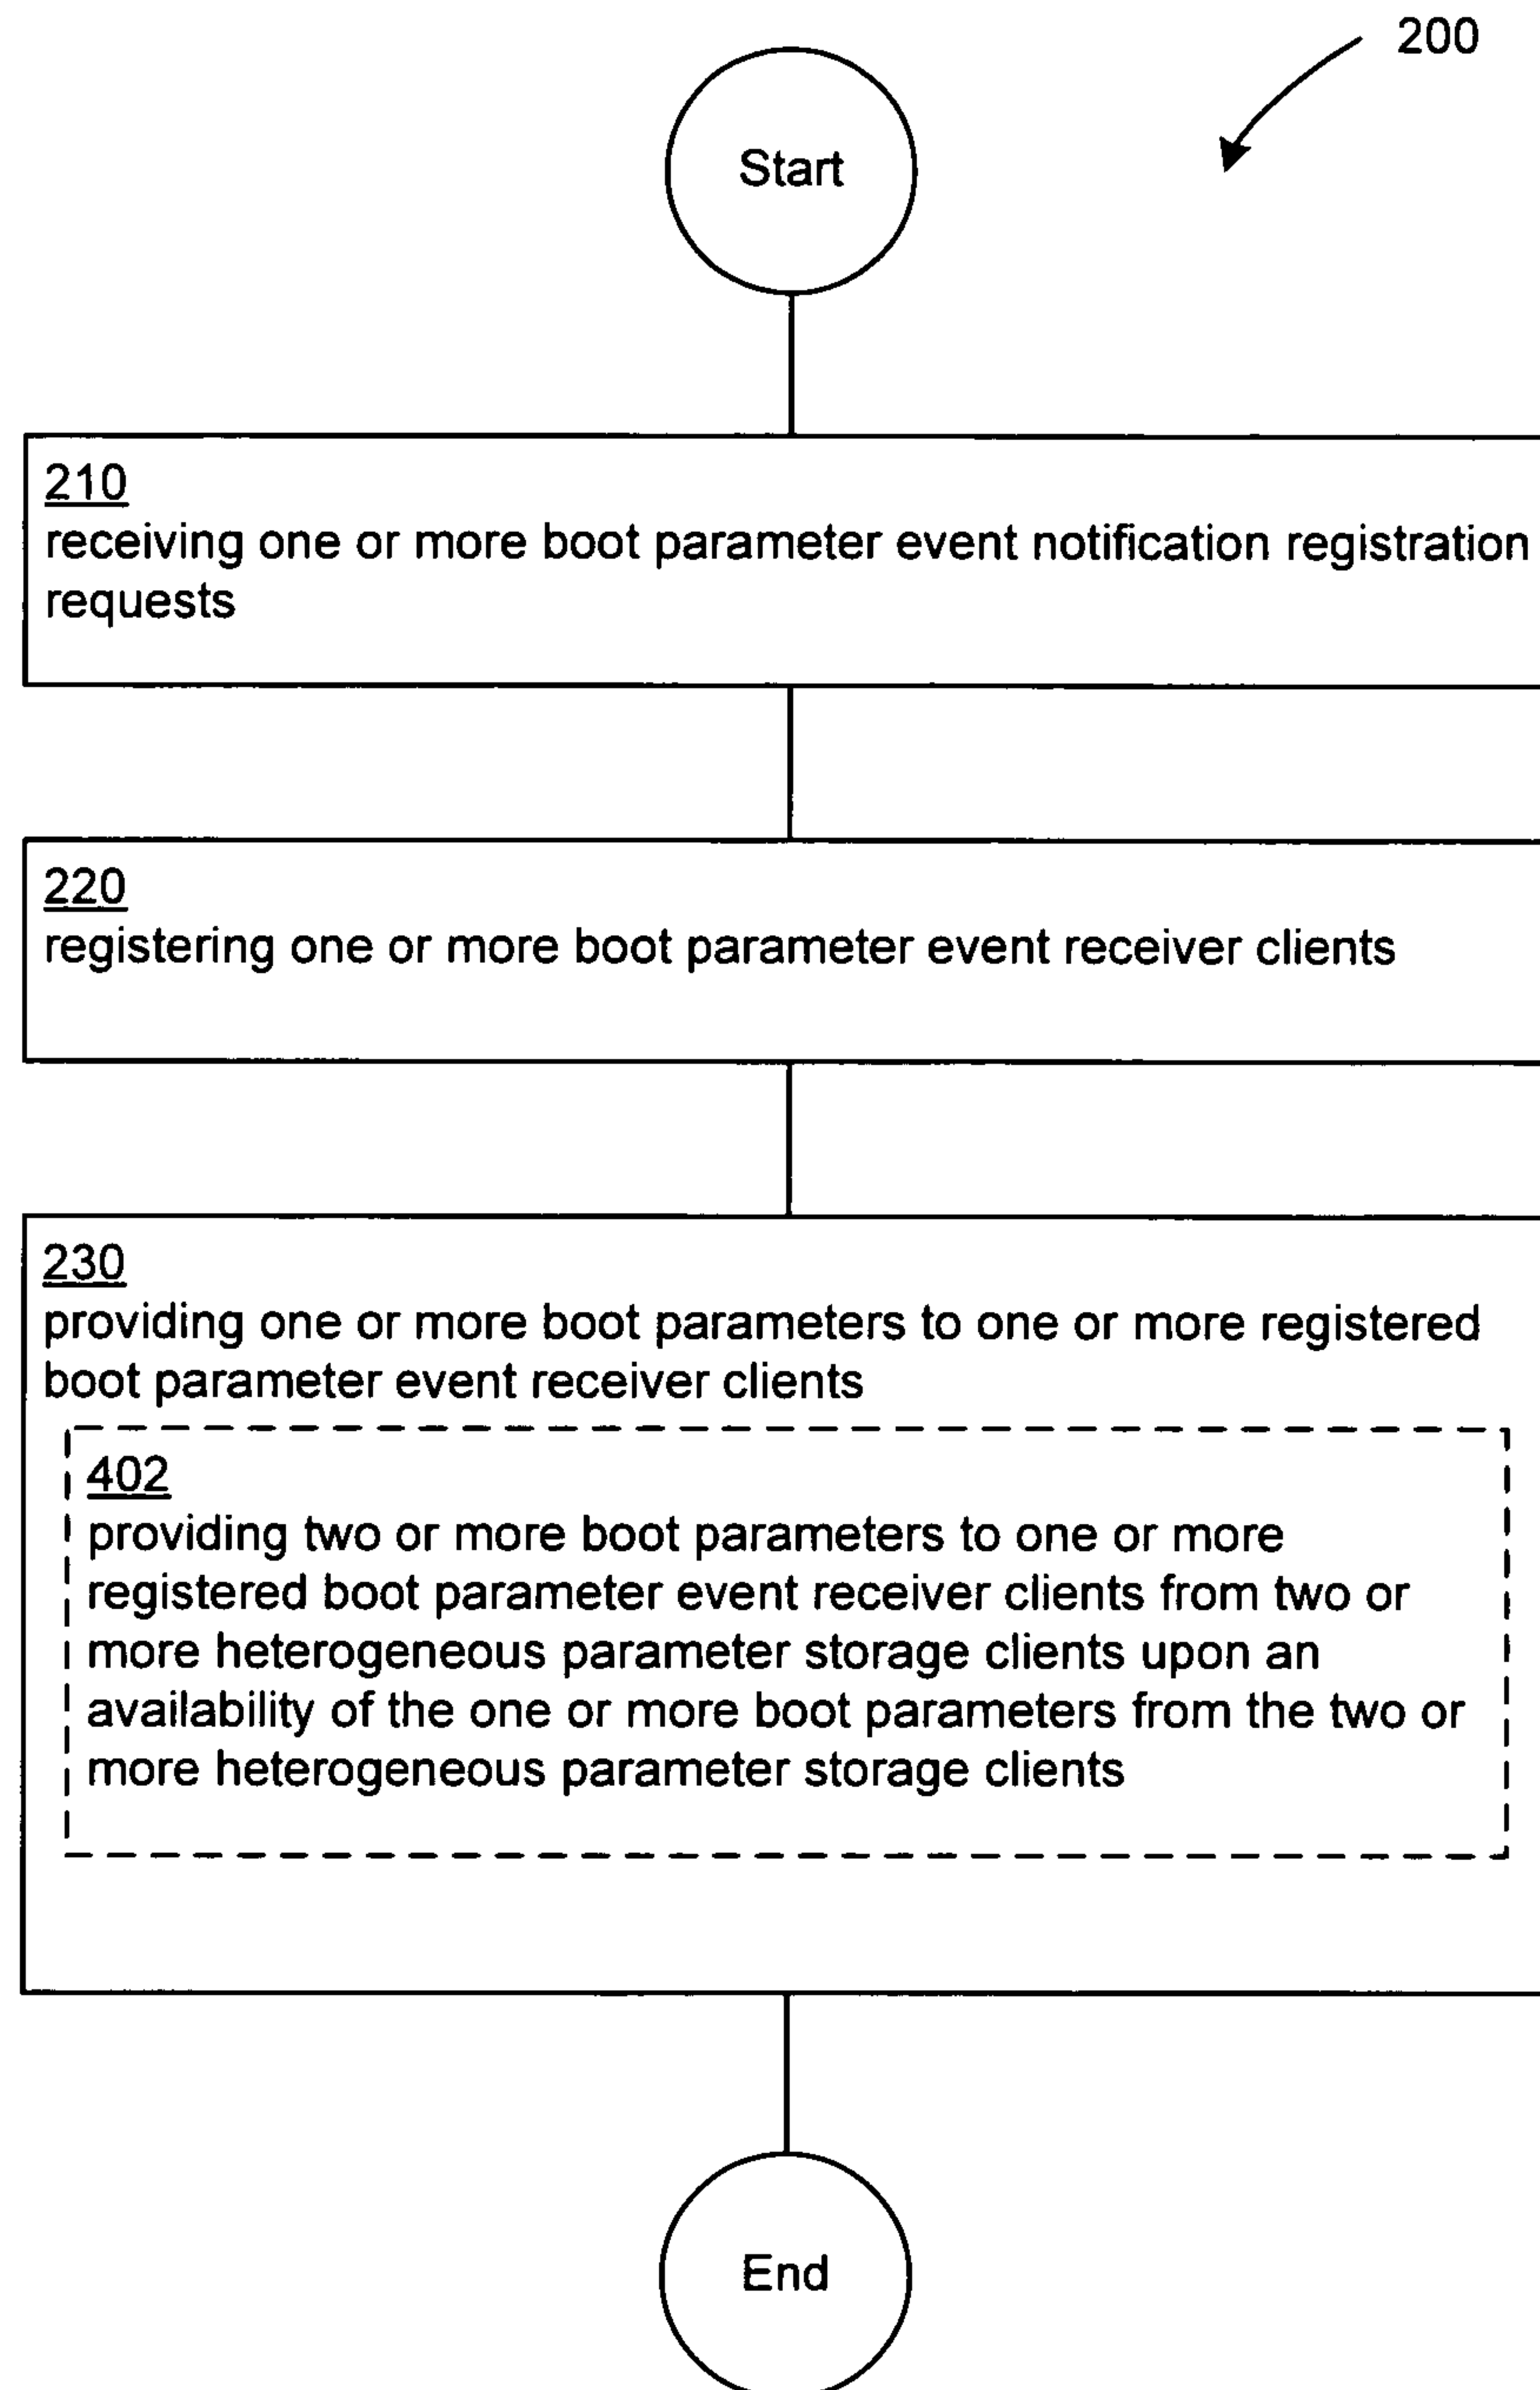 200
Start
210
receiving one or more boot parameter event notification registration
requests
220
registering one or more boot parameter event receiver clients
230
providing one or more boot parameters to one or more registered
boot parameter event receiver clients
402
providing two or more boot parameters to one or more
registered boot parameter event receiver clients from two or
more heterogeneous parameter storage clients upon an
availability of the one or more boot parameters from the two or
more heterogeneous parameter storage clients
End